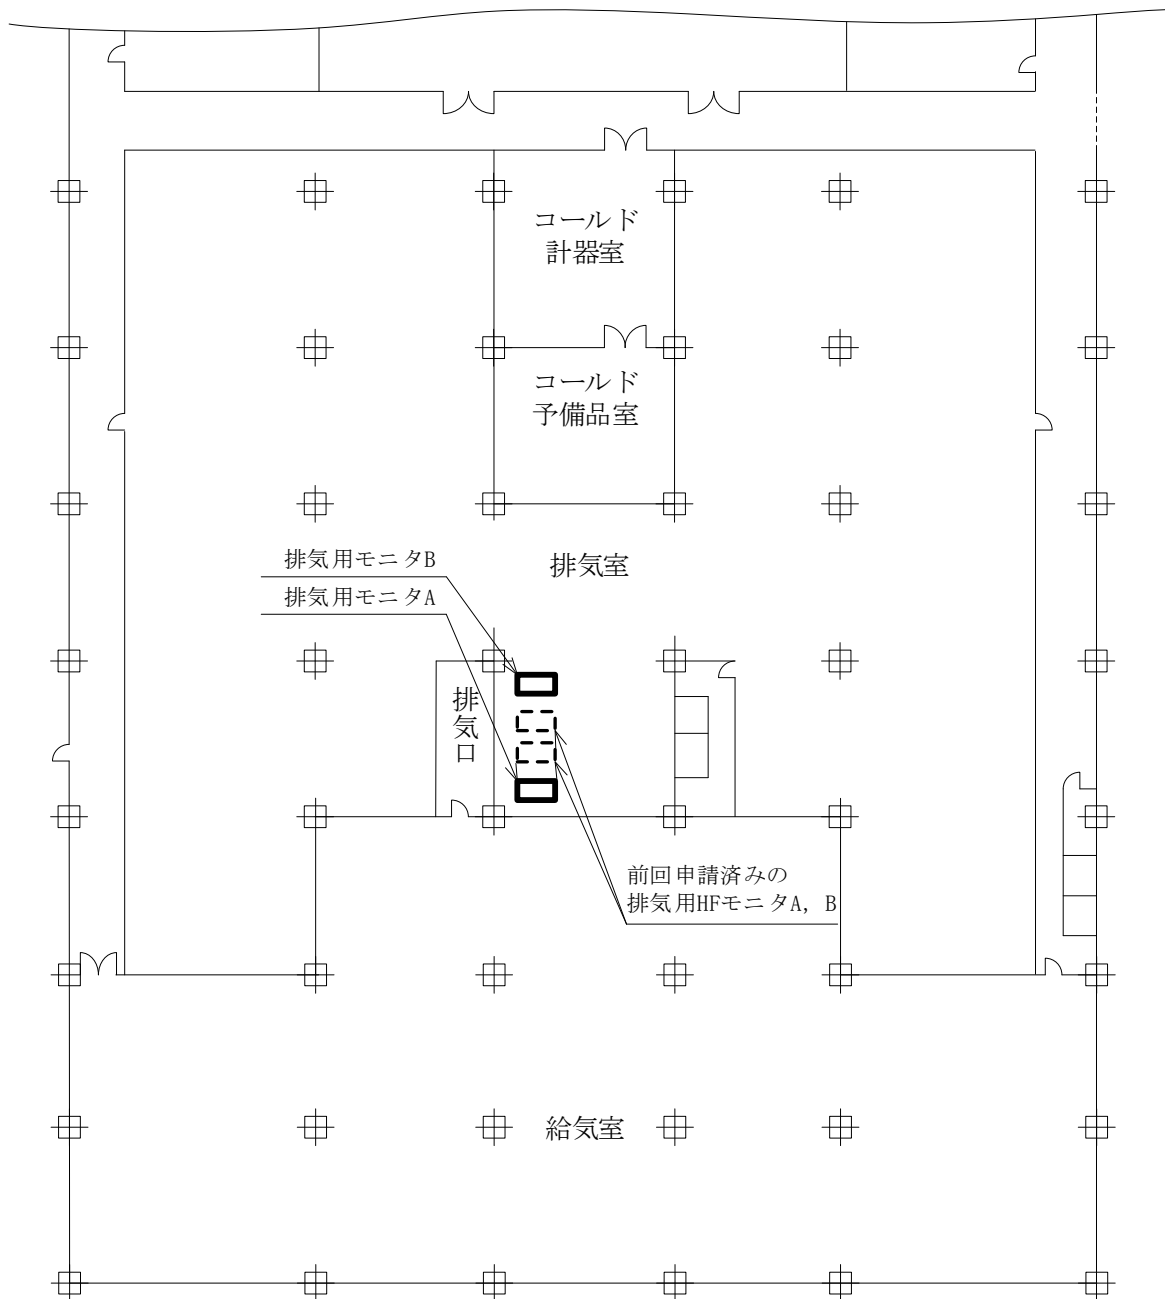 コールド
計器室
コールド
予備品室
排気用モニタB
排気室
排気用モニタA
排気口
前回申請済みの
排気用HFモニタA, B
給気室